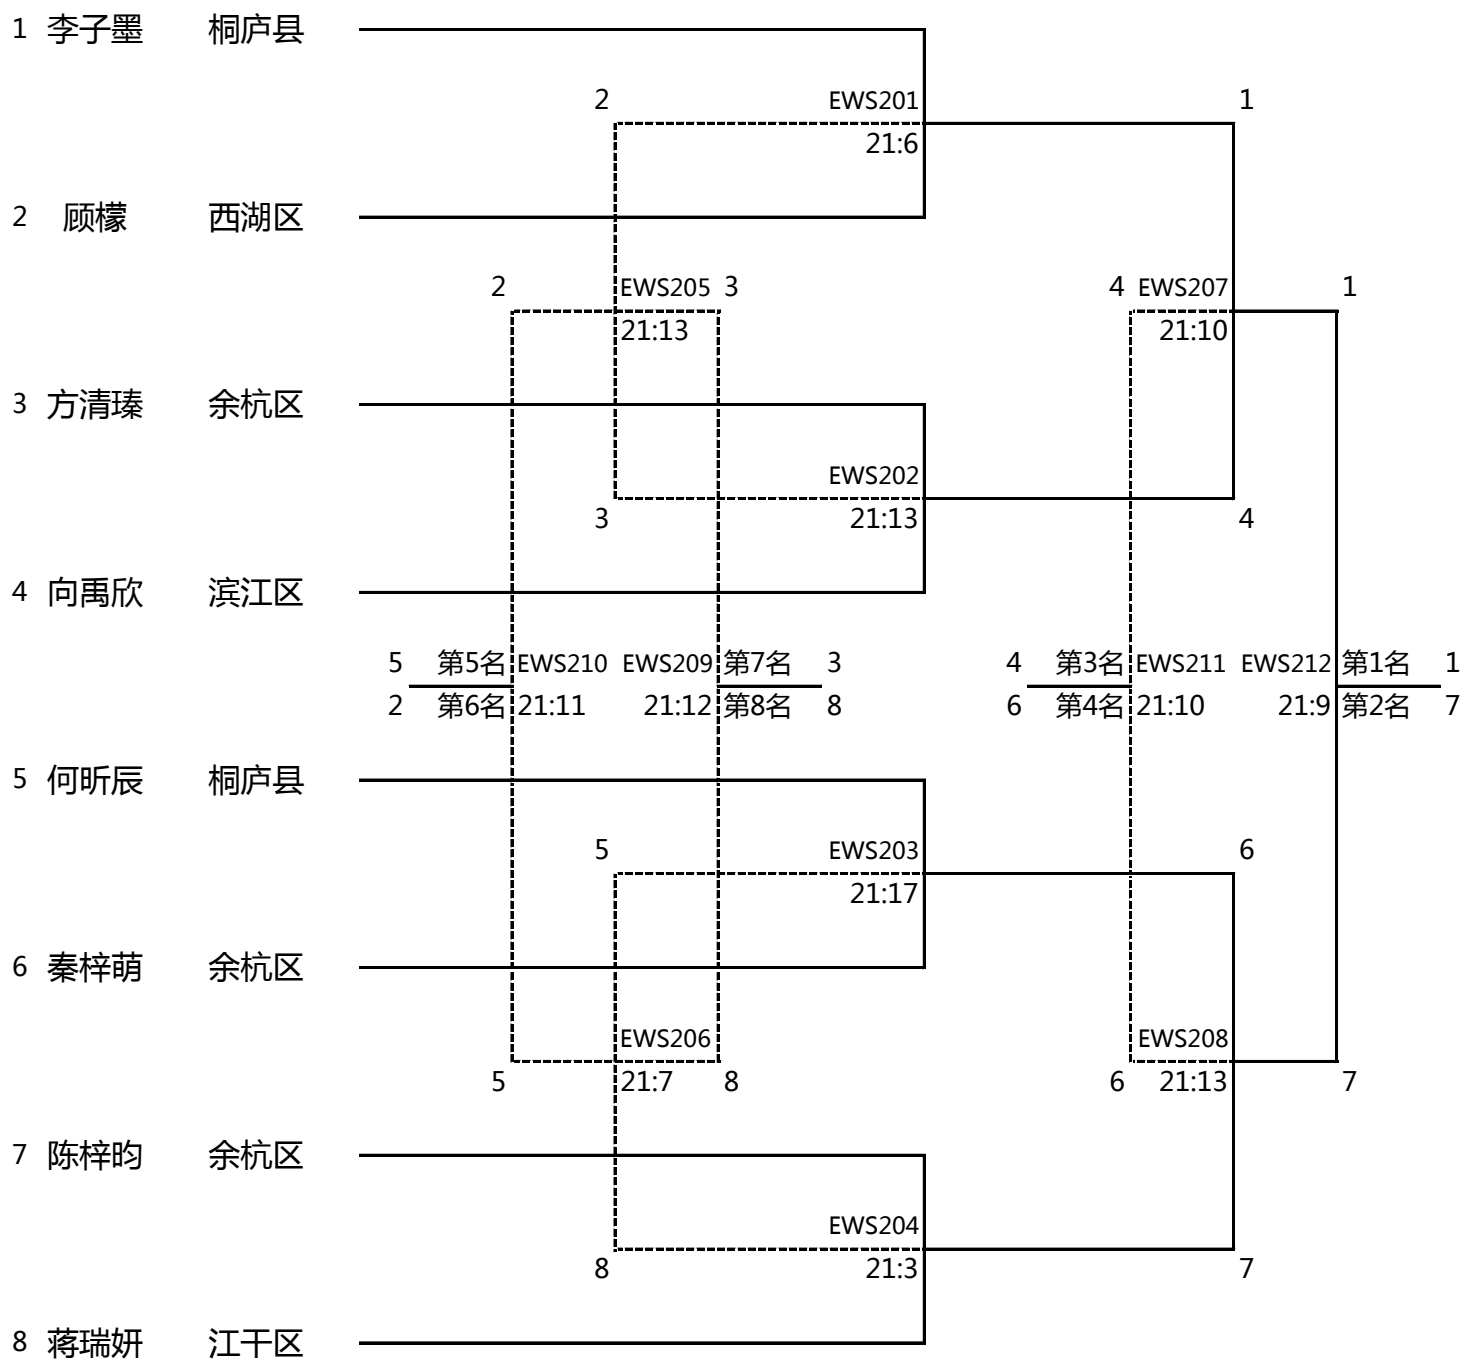 1 李子墨 桐庐县
2 EWS201 1
21:6
2 顾檬 西湖区
2 EWS205 3 4 EWS207 1
21:13 21:10
3 方清瑧 余杭区
EWS202
3 21:13 4
4 向禹欣 滨江区
5 第5名 EWS210 EWS209 第7名 3 4 第3名 EWS211 EWS212 第1名 1
2 第6名 21:11 21:12 第8名 8 6 第4名 21:10 21:9 第2名 7
5 何昕辰 桐庐县
5 EWS203 6
21:17
6 秦梓萌 余杭区
EWS206 EWS208
5 21:7 8 6 21:13 7
7 陈梓昀 余杭区
EWS204
8 21:3 7
8 蒋瑞妍 江干区